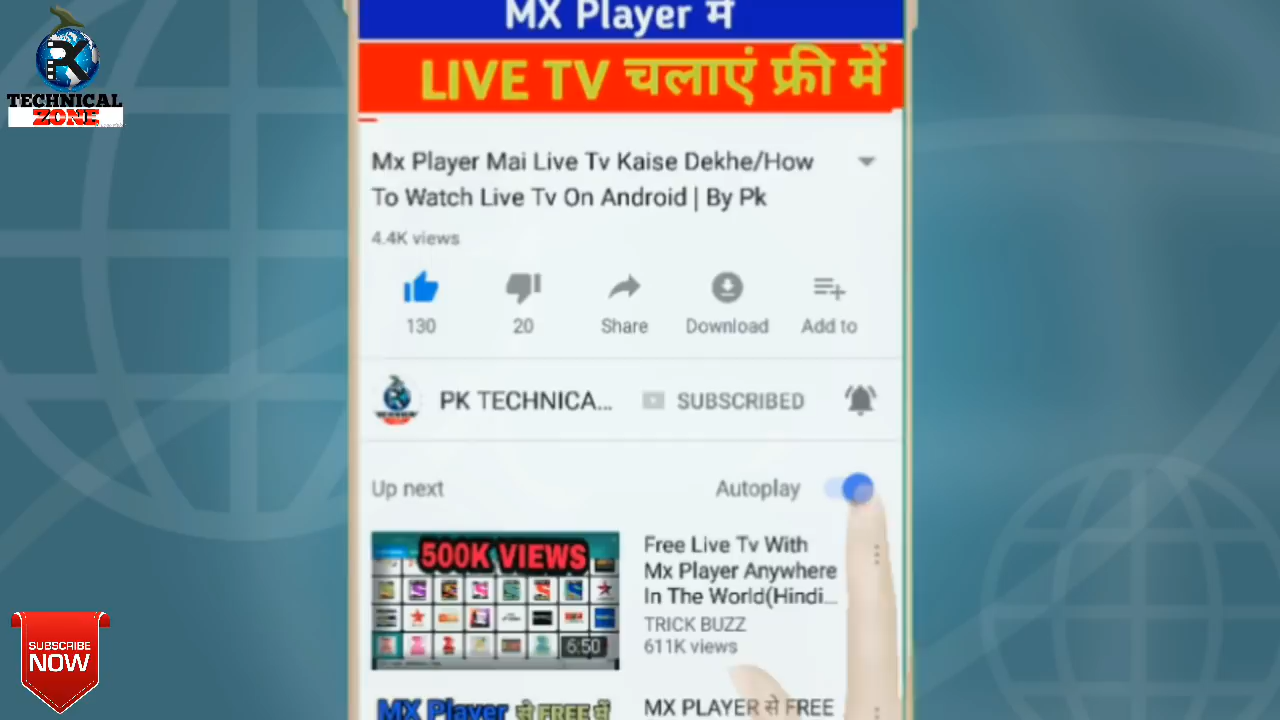 MX Player में
LIVE TV चलाएं फ्री में
TECHNICAL
ZONE
Mx Player Mai Live Tv Kaise Dekhe/How
To Watch Live Tv On Android | By Pk
4.4K views
130
20
Share
Download
Add to
PK TECHNICA...
SUBSCRIBED
Up next
Autoplay
500K VIEWS
6:50
Free Live Tv With
Mx Player Anywhere
In The World(Hindi...
TRICK BUZZ
611K views
SUBSCRIBE
NOW
MX Player से FREE में
MX PLAYER से FREE